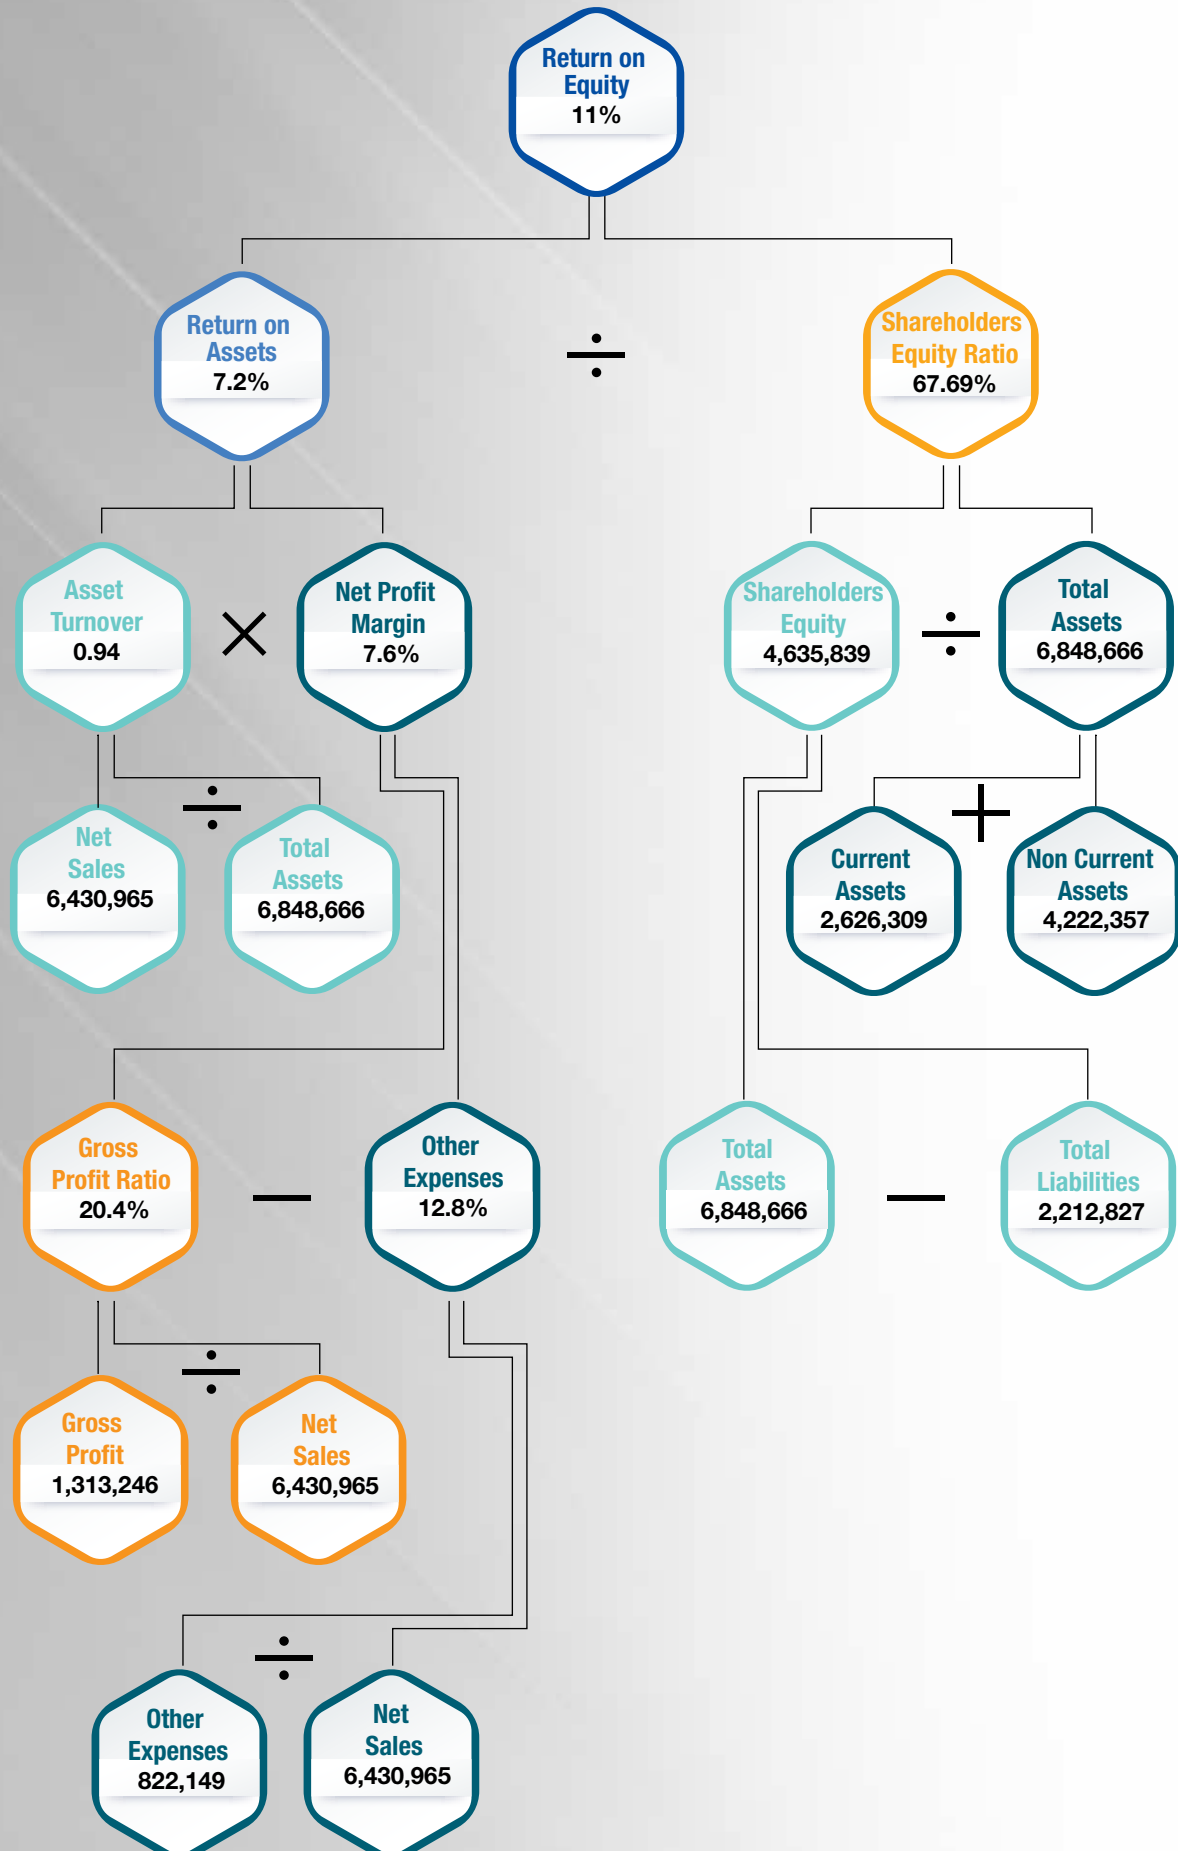 Return on
Equity
11%
Return on
Assets
7.2%
÷
Shareholders
Equity Ratio
67.69%
Asset
Turnover
0.94
×
Net Profit
Margin
7.6%
Shareholders
Equity
4,635,839
÷
Total
Assets
6,848,666
Net
Sales
6,430,965
÷
Total
Assets
6,848,666
Current
Assets
2,626,309
+
Non Current
Assets
4,222,357
Gross
Profit Ratio
20.4%
—
Other
Expenses
12.8%
Total
Assets
6,848,666
—
Total
Liabilities
2,212,827
Gross
Profit
1,313,246
÷
Net
Sales
6,430,965
Other
Expenses
822,149
÷
Net
Sales
6,430,965